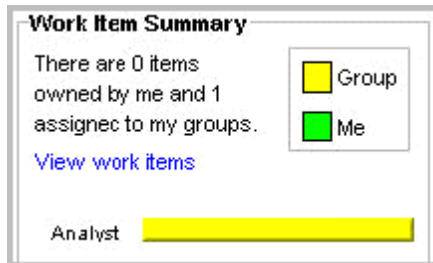 Work Item Summary
There are 0 items
owned by me and 1
assignec to my groups.
View work items
Group
Me
Analyst